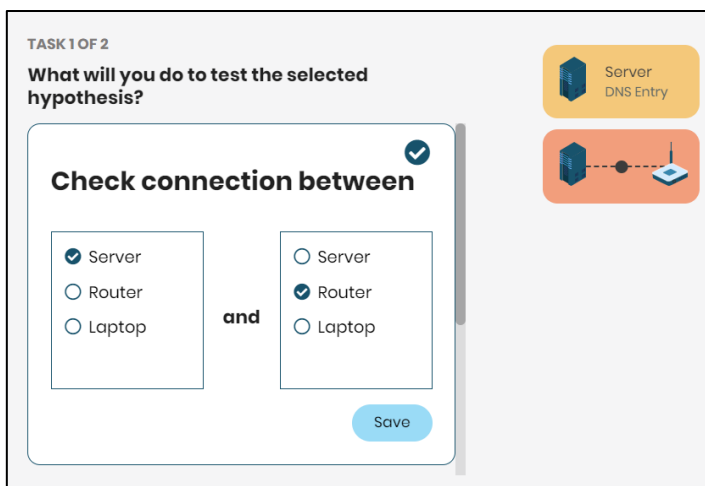 TASK 1 OF 2
What will you do to test the selected
hypothesis?
Check connection between
Server
Router
Laptop
and
Server
Router
Laptop
Save
Server
DNS Entry